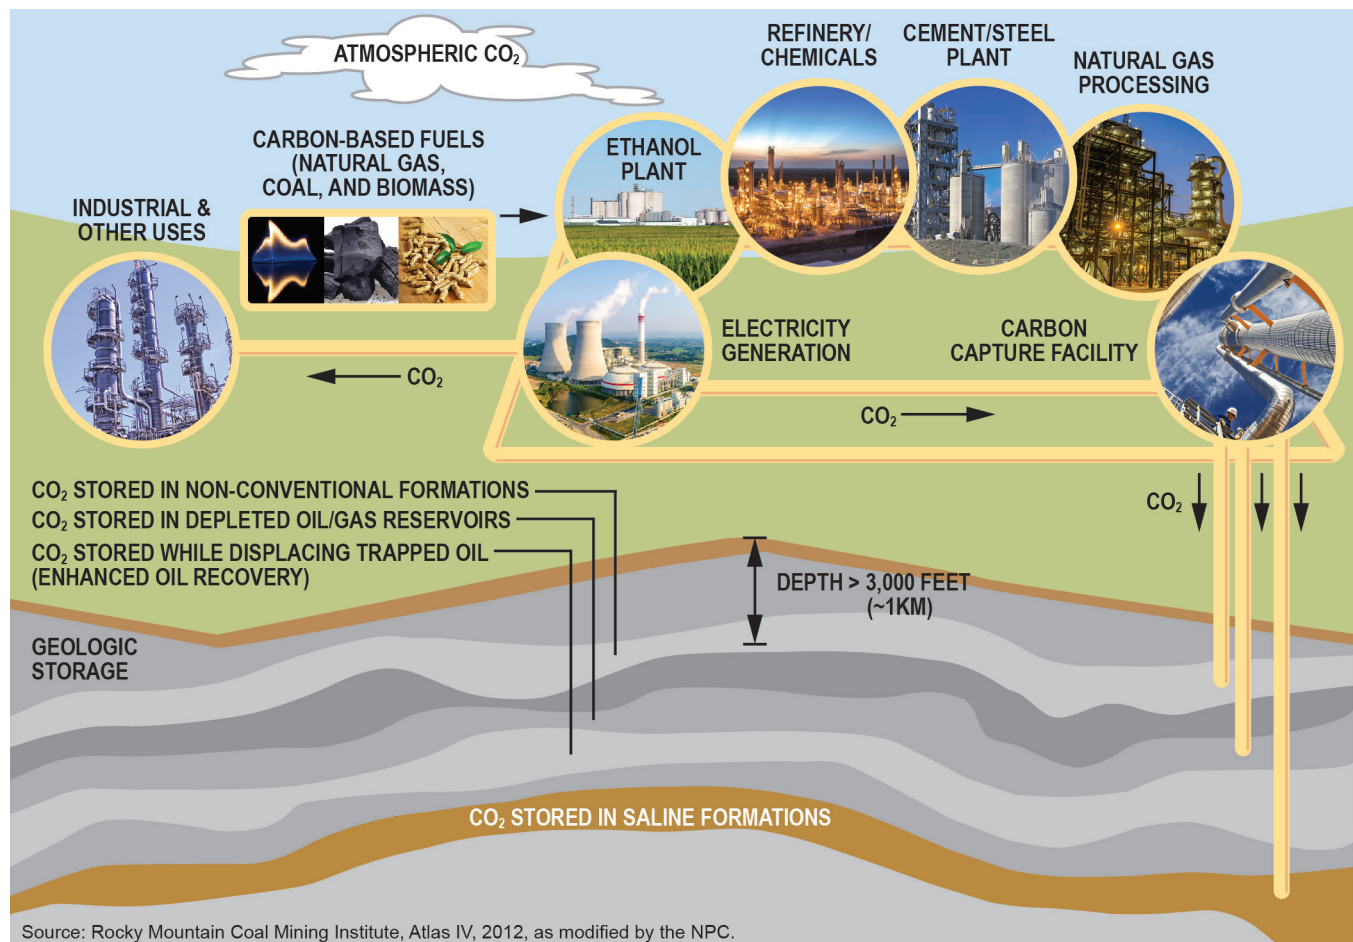 ATMOSPHERIC CO₂
REFINERY/
CHEMICALS
CEMENT/STEEL
PLANT
NATURAL GAS
PROCESSING
CARBON-BASED FUELS
(NATURAL GAS,
COAL, AND BIOMASS)
ETHANOL
PLANT
INDUSTRIAL &
OTHER USES
ELECTRICITY
GENERATION
CARBON
CAPTURE FACILITY
CO₂
CO₂
CO₂ STORED IN NON-CONVENTIONAL FORMATIONS
CO₂ STORED IN DEPLETED OIL/GAS RESERVOIRS
CO₂ STORED WHILE DISPLACING TRAPPED OIL
(ENHANCED OIL RECOVERY)
CO₂
DEPTH > 3,000 FEET
(~1KM)
GEOLOGIC
STORAGE
CO₂ STORED IN SALINE FORMATIONS
Source: Rocky Mountain Coal Mining Institute, Atlas IV, 2012, as modified by the NPC.